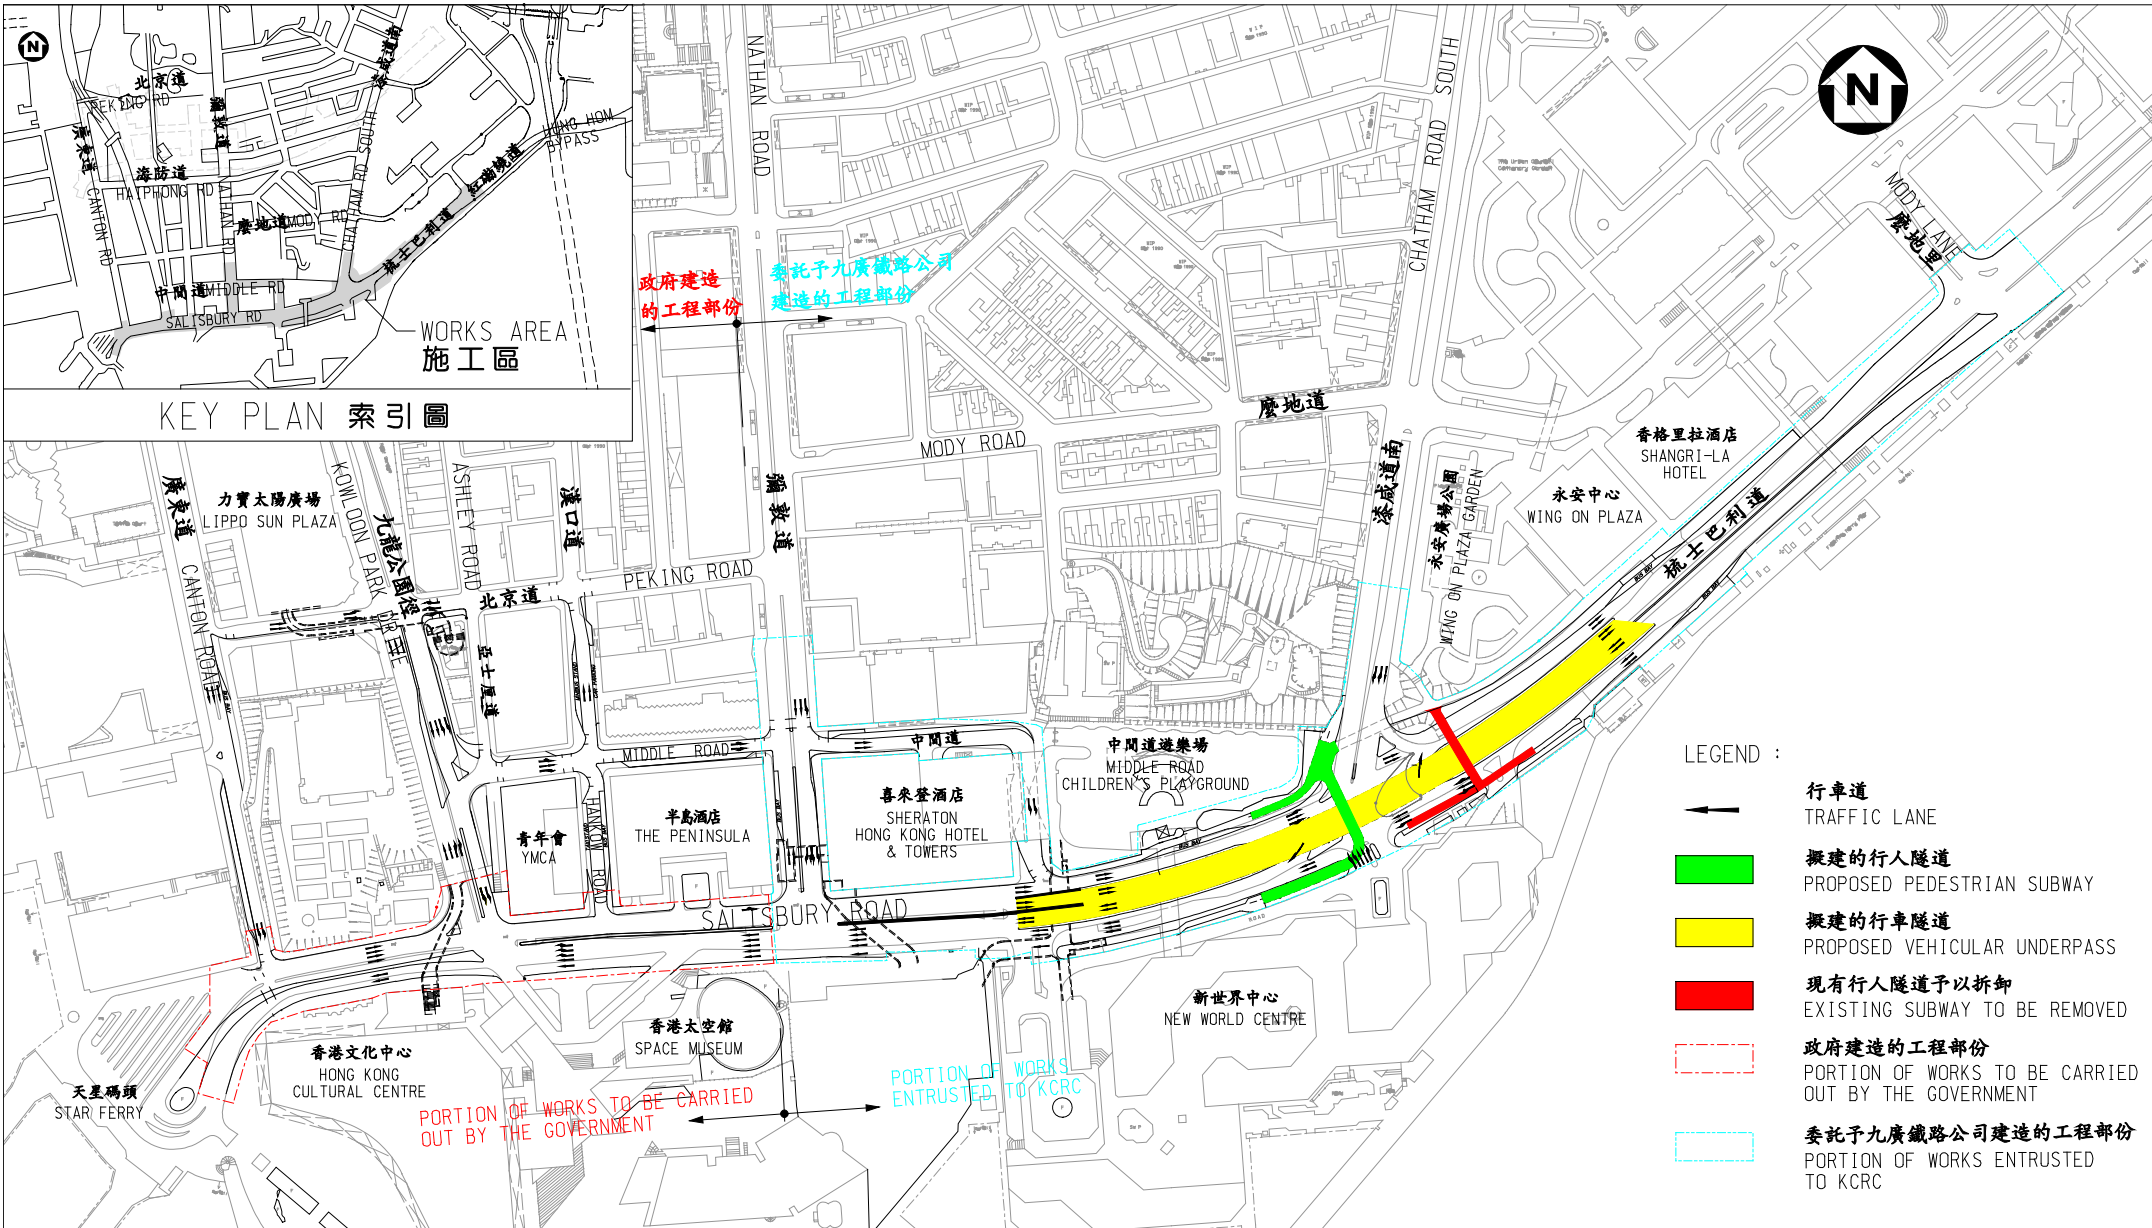 N
北京道
PEKING RD
彌敦道
漆咸道南
廣東道
海防道
HAIPHONG RD
CANTON RD
NATHAN RD
麼地道
MODY RD
CHATHAM RD SOUTH
HUNG HOM
BYPASS
紅磡繞道
梳士巴利道
中間道
MIDDLE RD
SALISBURY RD
WORKS AREA
施工區
KEY PLAN 索引圖
NATHAN ROAD
CHATHAM ROAD SOUTH
N
MODY LANE
麼地里
政府建造
的工程部份
委託予九廣鐵路公司
建造的工程部份
麼地道
MODY ROAD
漆咸道南
香格里拉酒店
SHANGRI-LA
HOTEL
永安中心
WING ON PLAZA
永安廣場公園
WING ON PLAZA GARDEN
梳士巴利道
BUS BAY
BUS BAY
廣東道
CANTON ROAD
力寶太陽廣場
LIPPO SUN PLAZA
KOWLOON PARK DRIVE
九龍公園徑
ASHLEY ROAD
漢口道
彌敦道
北京道
PEKING ROAD
亞士厘道
BUS BAY
MIDDLE ROAD
中間道
中間道遊樂場
MIDDLE ROAD
CHILDREN'S PLAYGROUND
青年會
YMCA
HANKOW ROAD
半島酒店
THE PENINSULA
喜來登酒店
SHERATON
HONG KONG HOTEL
& TOWERS
BUS BAY
SALISBURY ROAD
新世界中心
NEW WORLD CENTRE
香港太空館
SPACE MUSEUM
香港文化中心
HONG KONG
CULTURAL CENTRE
天星碼頭
STAR FERRY
PORTION OF WORKS TO BE CARRIED
OUT BY THE GOVERNMENT
PORTION OF WORKS
ENTRUSTED TO KCRC
LEGEND :
行車道
TRAFFIC LANE
擬建的行人隧道
PROPOSED PEDESTRIAN SUBWAY
擬建的行車隧道
PROPOSED VEHICULAR UNDERPASS
現有行人隧道予以拆卸
EXISTING SUBWAY TO BE REMOVED
政府建造的工程部份
PORTION OF WORKS TO BE CARRIED
OUT BY THE GOVERNMENT
委託予九廣鐵路公司建造的工程部份
PORTION OF WORKS ENTRUSTED
TO KCRC